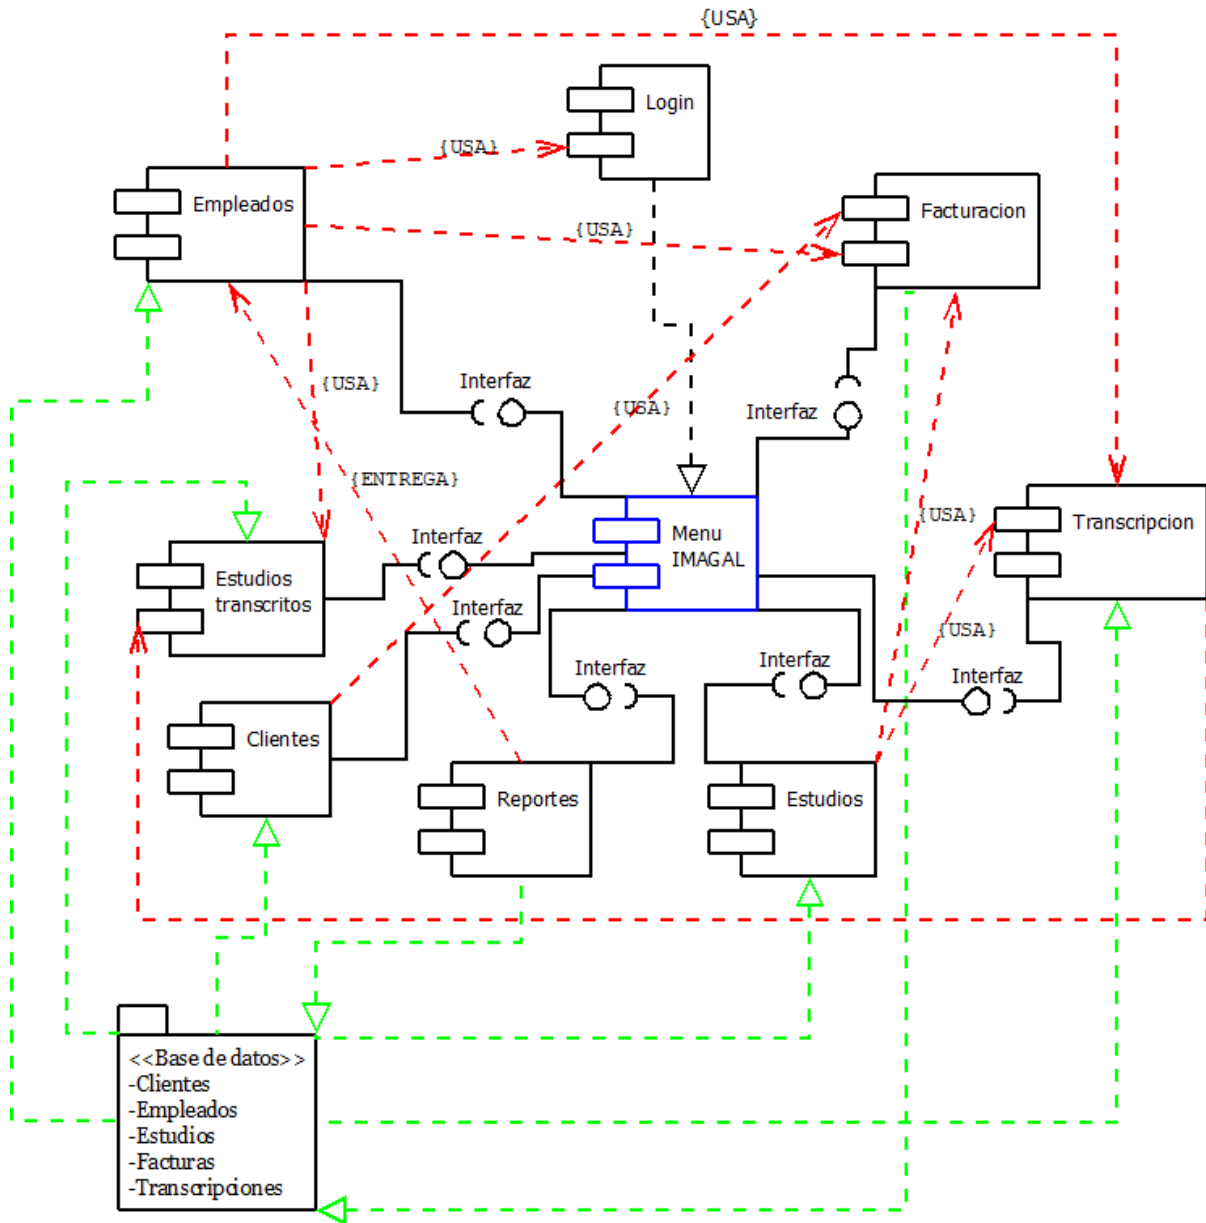 {USA}
Login
{USA}
Empleados
Facturacion
{USA}
Interfaz
{USA}
Interfaz
{USA}
Interfaz
{ENTREGA}
{USA}
Transcripcion
Menu
IMAGAL
Interfaz
Estudios
transcritos
Interfaz
{USA}
Interfaz
Interfaz
Interfaz
Clientes
Reportes
Estudios
<<Base de datos>>
-Clientes
-Empleados
-Estudios
-Facturas
-Transcripciones